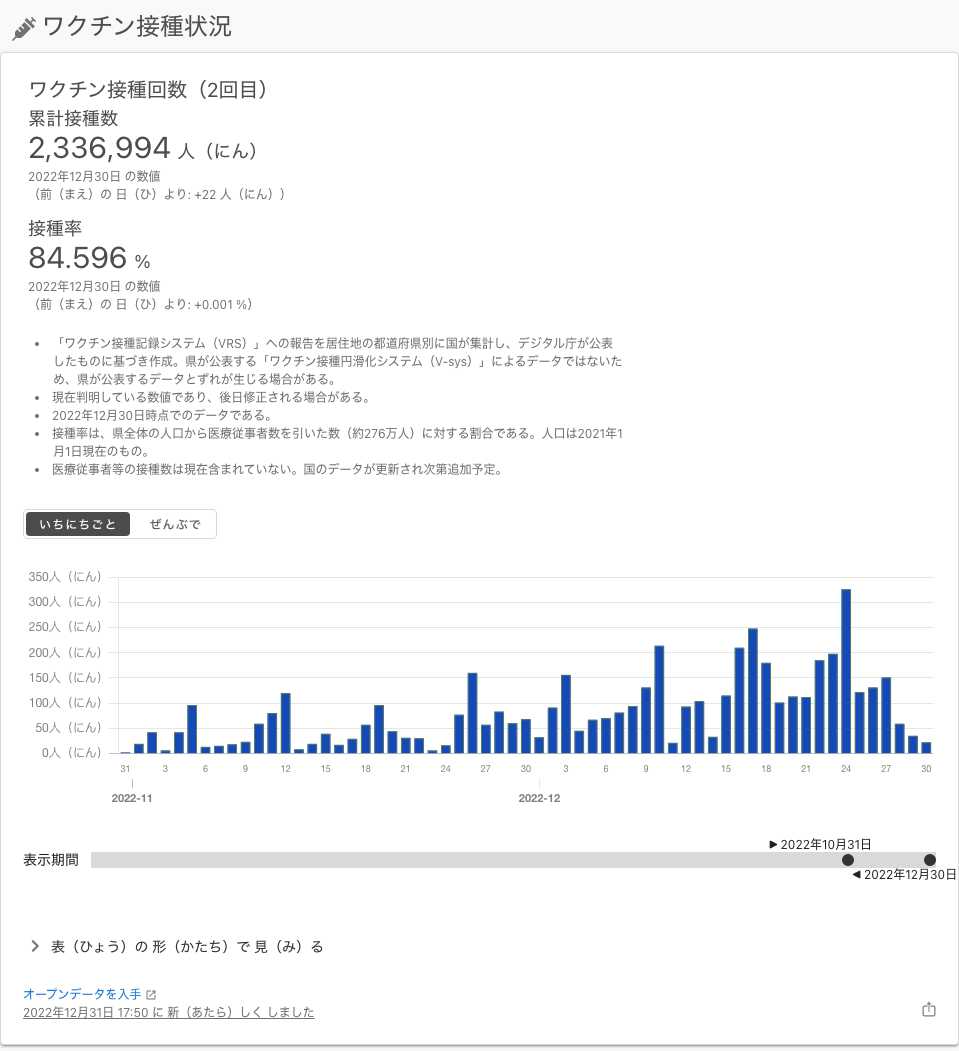 ワクチン接種状況
ワクチン接種回数（2回目）
累計接種数
2,336,994 人（にん）
2022年12月30日 の数値
（前（まえ）の 日（ひ）より: +22 人（にん））
接種率
84.596 %
2022年12月30日 の数値
（前（まえ）の 日（ひ）より: +0.001 %）
• 「ワクチン接種記録システム（VRS）」への報告を居住地の都道府県別に国が集計し、デジタル庁が公表
したものに基づき作成。県が公表する「ワクチン接種円滑化システム（V-sys）」によるデータではないた
め、県が公表するデータとずれが生じる場合がある。
• 現在判明している数値であり、後日修正される場合がある。
• 2022年12月30日時点でのデータである。
• 接種率は、県全体の人口から医療従事者数を引いた数（約276万人）に対する割合である。人口は2021年1
月1日現在のもの。
• 医療従事者等の接種数は現在含まれていない。国のデータが更新され次第追加予定。
いちにちごと ぜんぶで
350人（にん）
300人（にん）
250人（にん）
200人（にん）
150人（にん）
100人（にん）
50人（にん）
0人（にん）
31 3 6 9 12 15 18 21 24 27 30 3 6 9 12 15 18 21 24 27 30
2022-11 2022-12
▶ 2022年10月31日
表示期間
◀ 2022年12月30日
表（ひょう）の 形（かたち）で 見（み）る
オープンデータを入手
2022年12月31日 17:50 に 新（あたら）しく しました